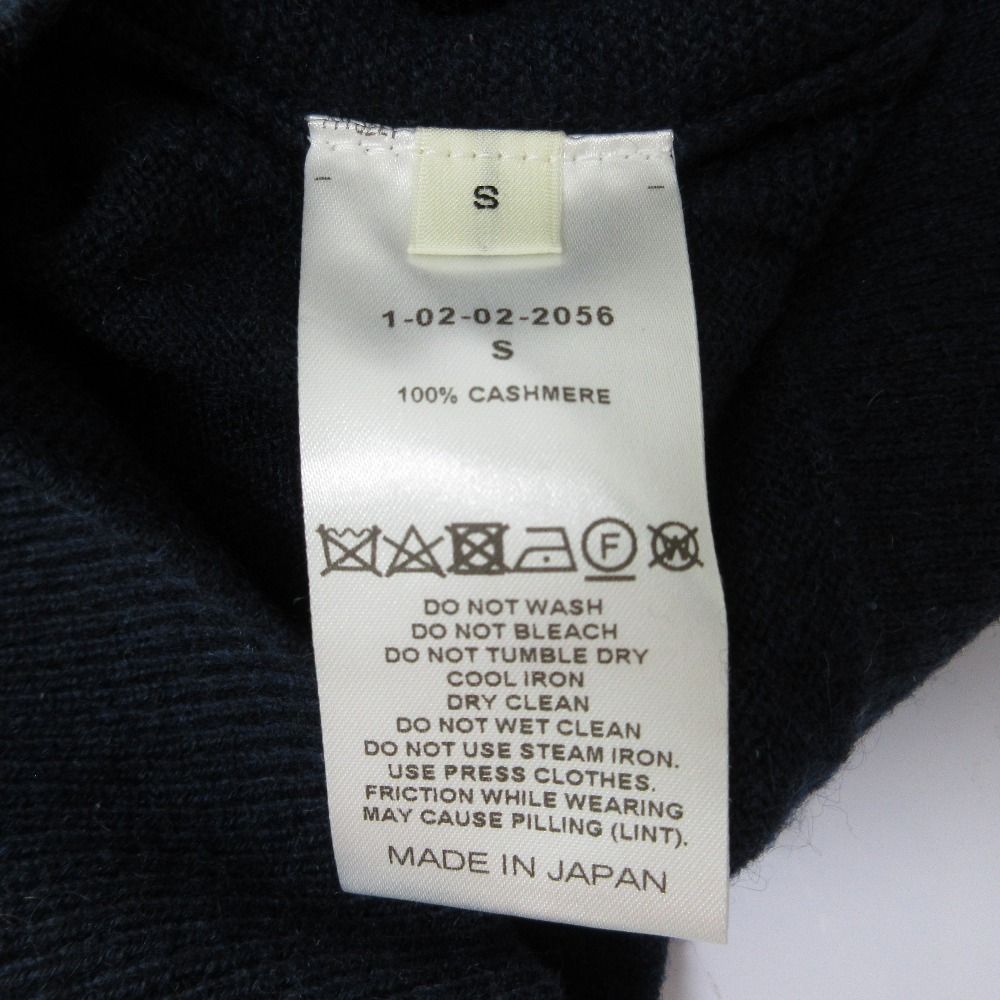 S
1-02-02-2056
S
100% CASHMERE
F W
DO NOT WASH
DO NOT BLEACH
DO NOT TUMBLE DRY
COOL IRON
DRY CLEAN
DO NOT WET CLEAN
DO NOT USE STEAM IRON.
USE PRESS CLOTHES.
FRICTION WHILE WEARING
MAY CAUSE PILLING (LINT).
MADE IN JAPAN